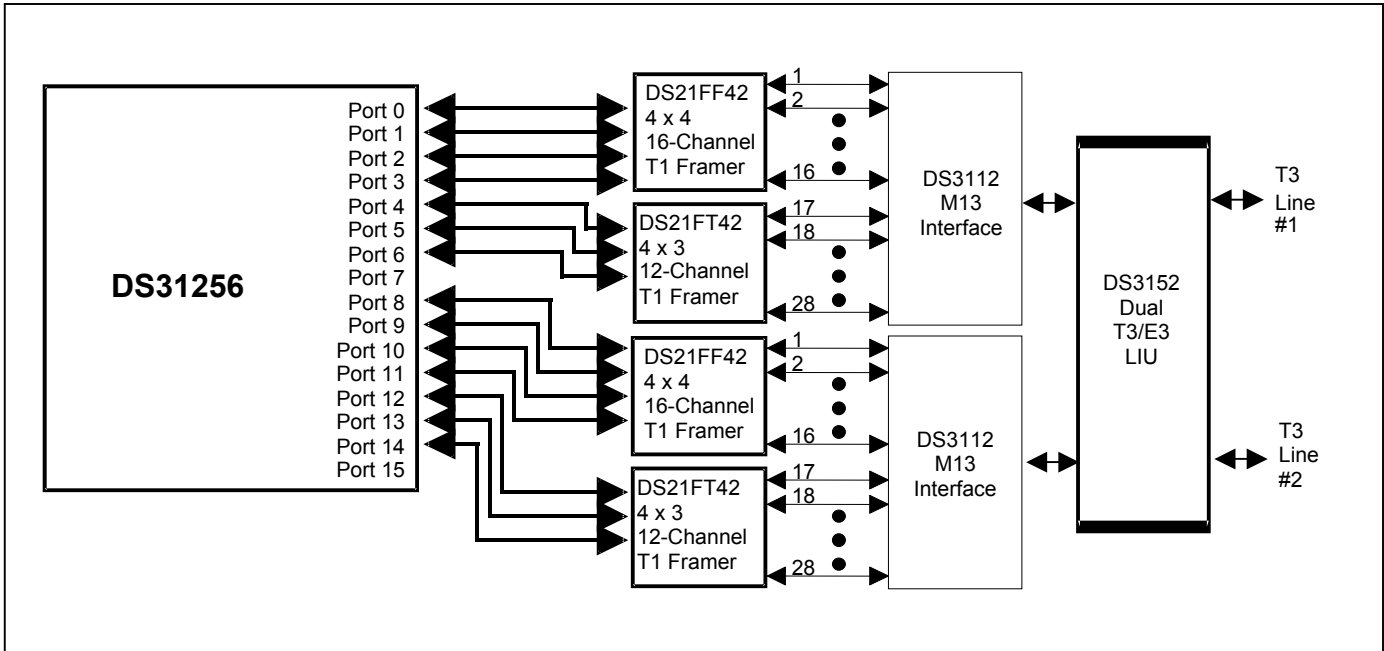 DS31256
Port 0
Port 1
Port 2
Port 3
Port 4
Port 5
Port 6
Port 7
Port 8
Port 9
Port 10
Port 11
Port 12
Port 13
Port 14
Port 15
DS21FF42
4 x 4
16-Channel
T1 Framer
1
2
16
DS21FT42
4 x 3
12-Channel
T1 Framer
17
18
28
DS21FF42
4 x 4
16-Channel
T1 Framer
1
2
16
DS21FT42
4 x 3
12-Channel
T1 Framer
17
18
28
DS3112
M13
Interface
DS3112
M13
Interface
DS3152
Dual
T3/E3
LIU
T3
Line
#1
T3
Line
#2